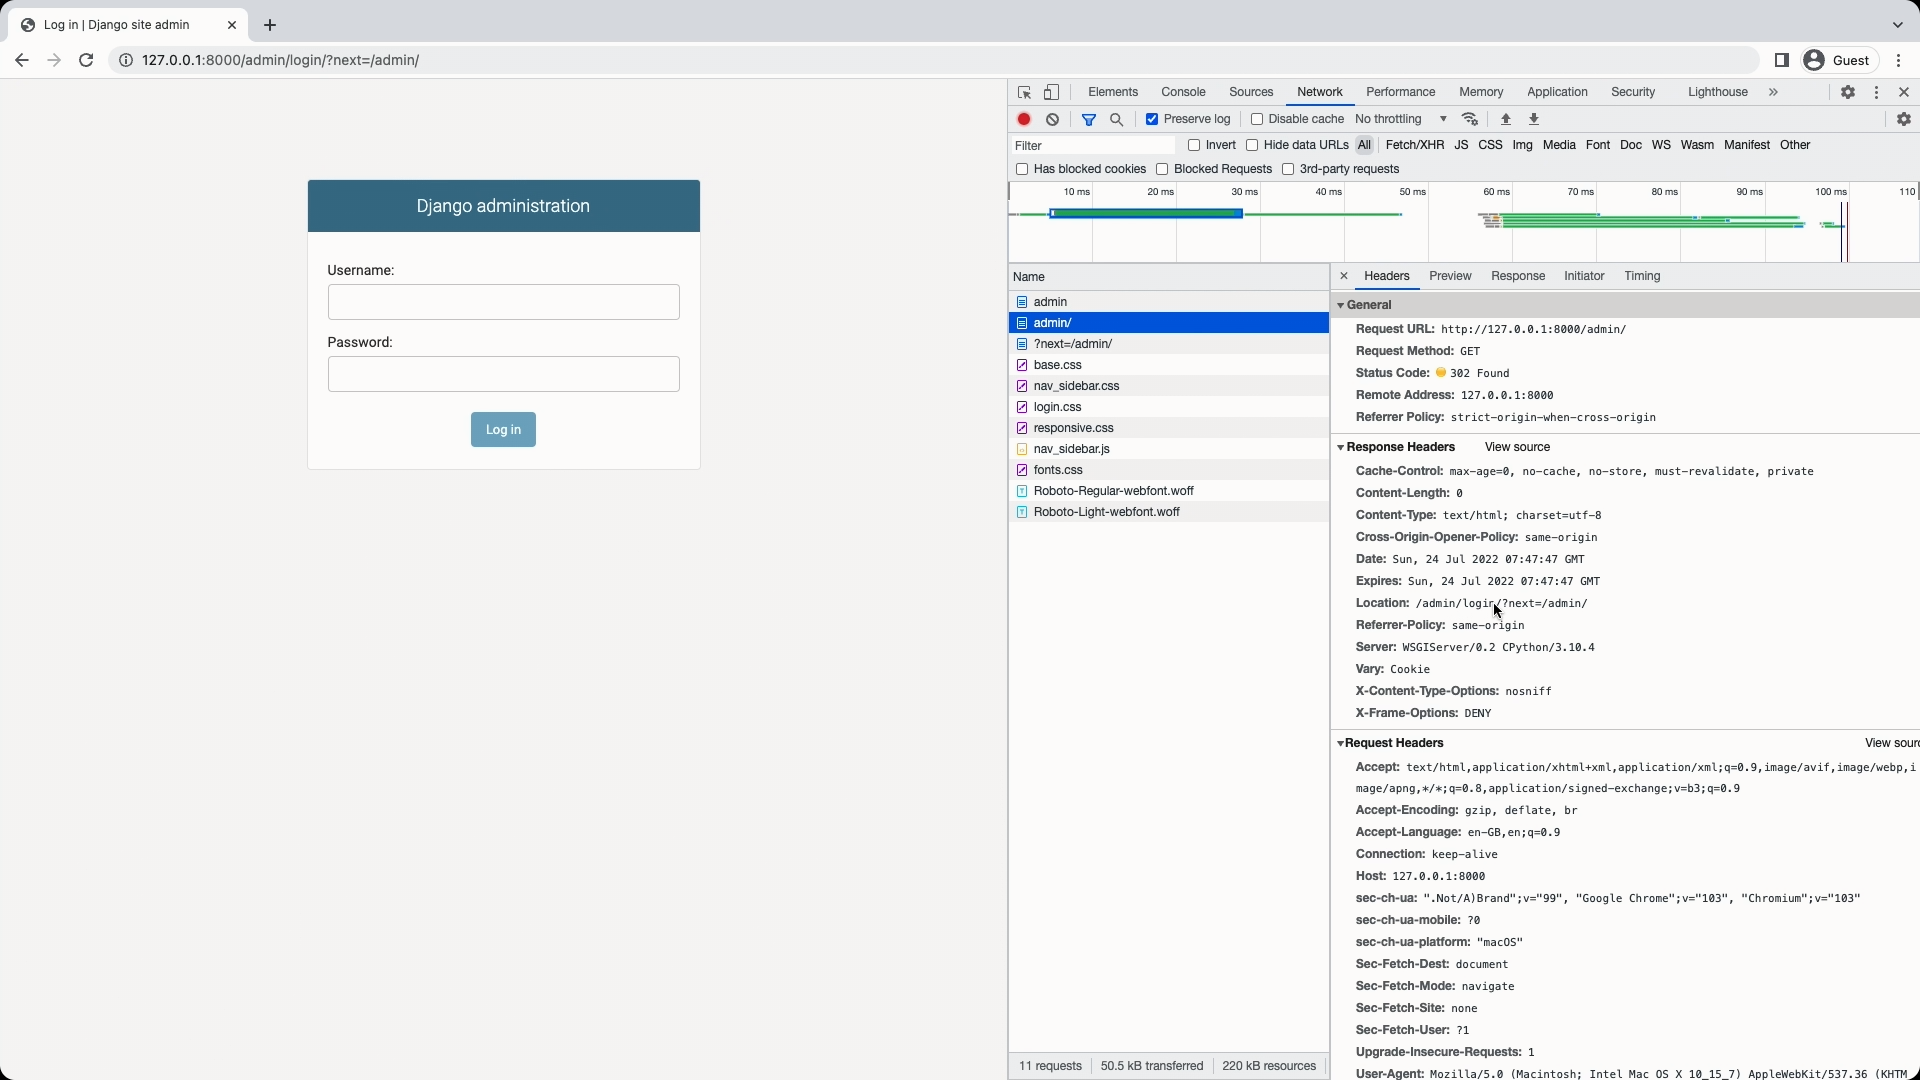 Log in | Django site admin
127.0.0.1:8000/admin/login/?next=/admin/
Guest
Django administration
Username:
Password:
Log in
Elements Console Sources Network Performance Memory Application Security Lighthouse
Preserve log Disable cache No throttling
Filter Invert Hide data URLs All Fetch/XHR JS CSS Img Media Font Doc WS Wasm Manifest Other
Has blocked cookies Blocked Requests 3rd-party requests
10 ms 20 ms 30 ms 40 ms 50 ms 60 ms 70 ms 80 ms 90 ms 100 ms 110
Name
admin
admin/
?next=/admin/
base.css
nav_sidebar.css
login.css
responsive.css
nav_sidebar.js
fonts.css
Roboto-Regular-webfont.woff
Roboto-Light-webfont.woff
11 requests 50.5 kB transferred 220 kB resources
Headers Preview Response Initiator Timing
General
Request URL: http://127.0.0.1:8000/admin/
Request Method: GET
Status Code: 302 Found
Remote Address: 127.0.0.1:8000
Referrer Policy: strict-origin-when-cross-origin
Response Headers View source
Cache-Control: max-age=0, no-cache, no-store, must-revalidate, private
Content-Length: 0
Content-Type: text/html; charset=utf-8
Cross-Origin-Opener-Policy: same-origin
Date: Sun, 24 Jul 2022 07:47:47 GMT
Expires: Sun, 24 Jul 2022 07:47:47 GMT
Location: /admin/login/?next=/admin/
Referrer-Policy: same-origin
Server: WSGIServer/0.2 CPython/3.10.4
Vary: Cookie
X-Content-Type-Options: nosniff
X-Frame-Options: DENY
Request Headers View sour
Accept: text/html,application/xhtml+xml,application/xml;q=0.9,image/avif,image/webp,i
mage/apng,*/*;q=0.8,application/signed-exchange;v=b3;q=0.9
Accept-Encoding: gzip, deflate, br
Accept-Language: en-GB,en;q=0.9
Connection: keep-alive
Host: 127.0.0.1:8000
sec-ch-ua: ".Not/A)Brand";v="99", "Google Chrome";v="103", "Chromium";v="103"
sec-ch-ua-mobile: ?0
sec-ch-ua-platform: "macOS"
Sec-Fetch-Dest: document
Sec-Fetch-Mode: navigate
Sec-Fetch-Site: none
Sec-Fetch-User: ?1
Upgrade-Insecure-Requests: 1
User-Agent: Mozilla/5.0 (Macintosh; Intel Mac OS X 10_15_7) AppleWebKit/537.36 (KHTM